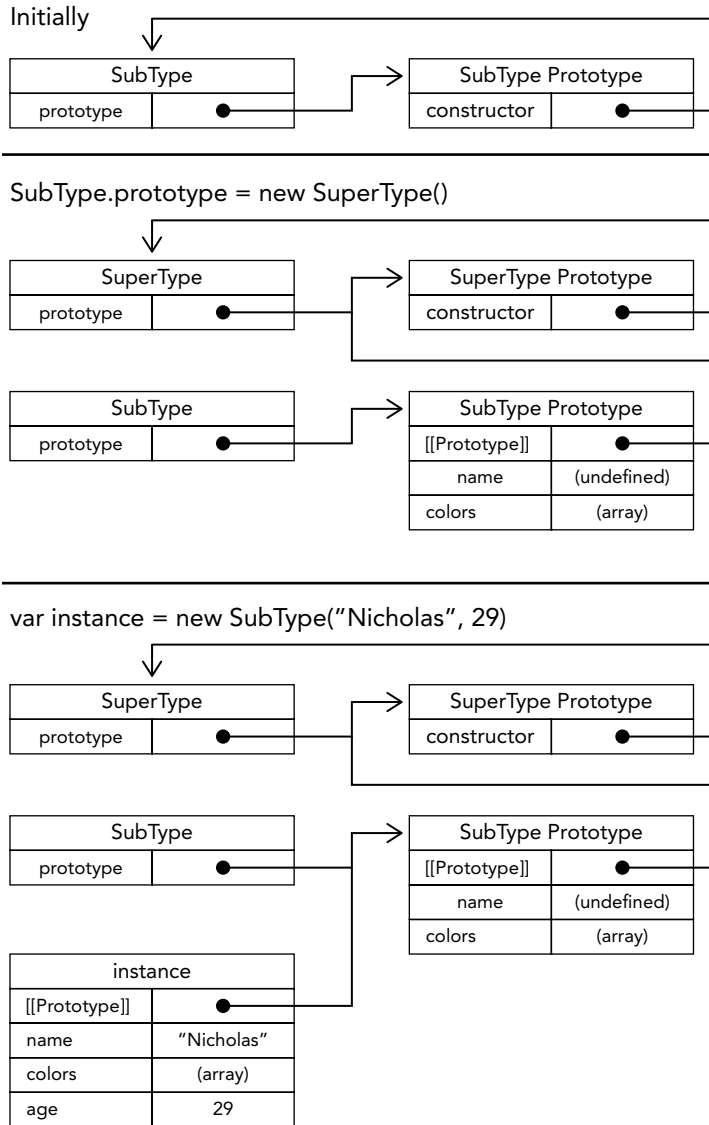 Initially
SubType
prototype
SubType Prototype
constructor
SubType.prototype = new SuperType()
SuperType
prototype
SuperType Prototype
constructor
SubType
prototype
SubType Prototype
[[Prototype]]
name (undefined)
colors (array)
var instance = new SubType(”Nicholas”, 29)
SuperType
prototype
SuperType Prototype
constructor
SubType
prototype
SubType Prototype
[[Prototype]]
name (undefined)
colors (array)
instance
[[Prototype]]
name “Nicholas”
colors (array)
age 29